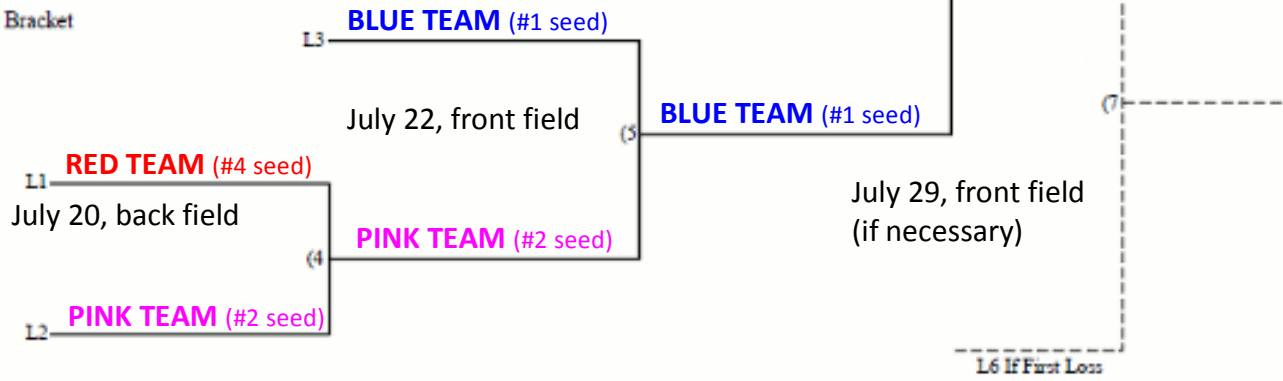 Bracket
BLUE TEAM (#1 seed)
L3
July 22, front field
(5
BLUE TEAM (#1 seed)
(7
RED TEAM (#4 seed)
L1
July 20, back field
July 29, front field
(if necessary)
PINK TEAM (#2 seed)
(4
PINK TEAM (#2 seed)
L2
L6 If First Loss